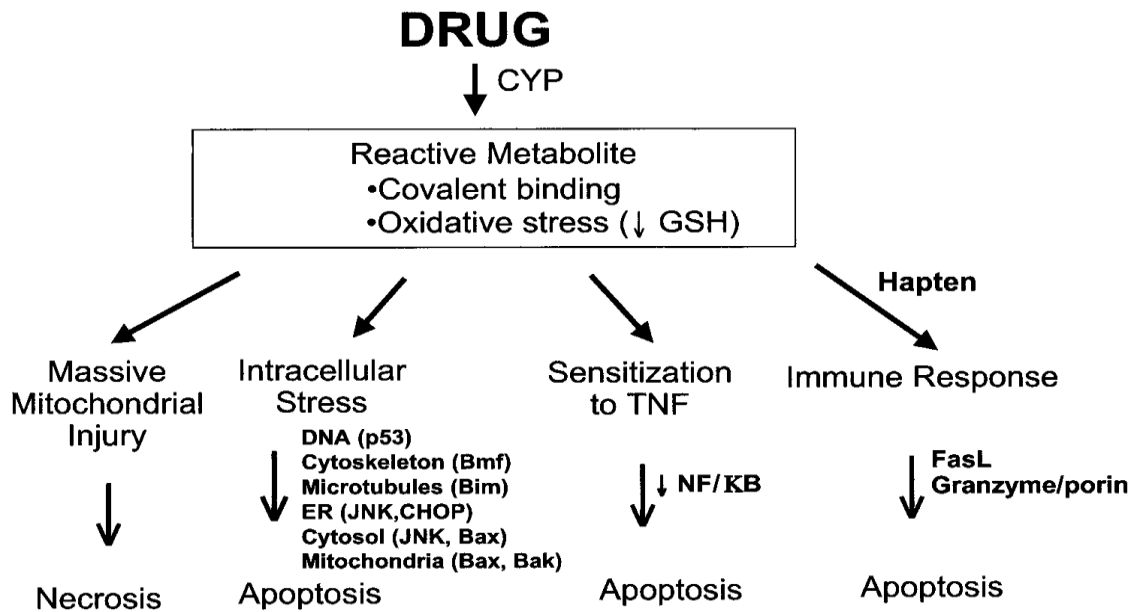 DRUG
CYP
Reactive Metabolite
•Covalent binding
•Oxidative stress (↓ GSH)
Hapten
Massive
Mitochondrial
Injury
Intracellular
Stress
DNA (p53)
Cytoskeleton (Bmf)
Microtubules (Bim)
ER (JNK,CHOP)
Cytosol (JNK, Bax)
Mitochondria (Bax, Bak)
Sensitization
to TNF
↓ NF/KB
Immune Response
FasL
Granzyme/porin
Necrosis
Apoptosis
Apoptosis
Apoptosis